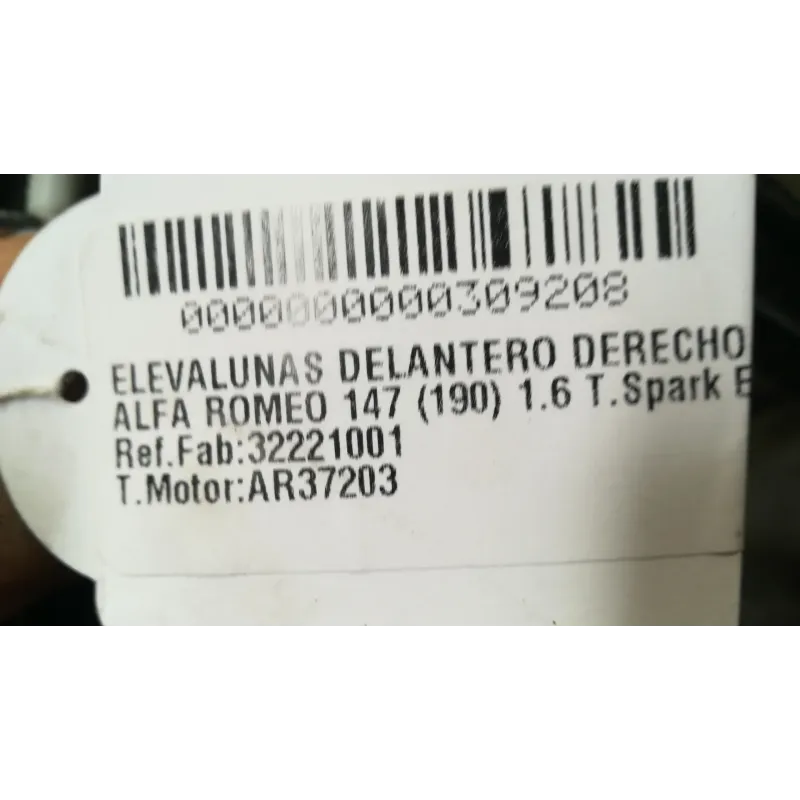 0000000000309208
ELEVALUNAS DELANTERO DERECHO
ALFA ROMEO 147 (190) 1.6 T.Spark E
Ref.Fab:32221001
T.Motor:AR37203